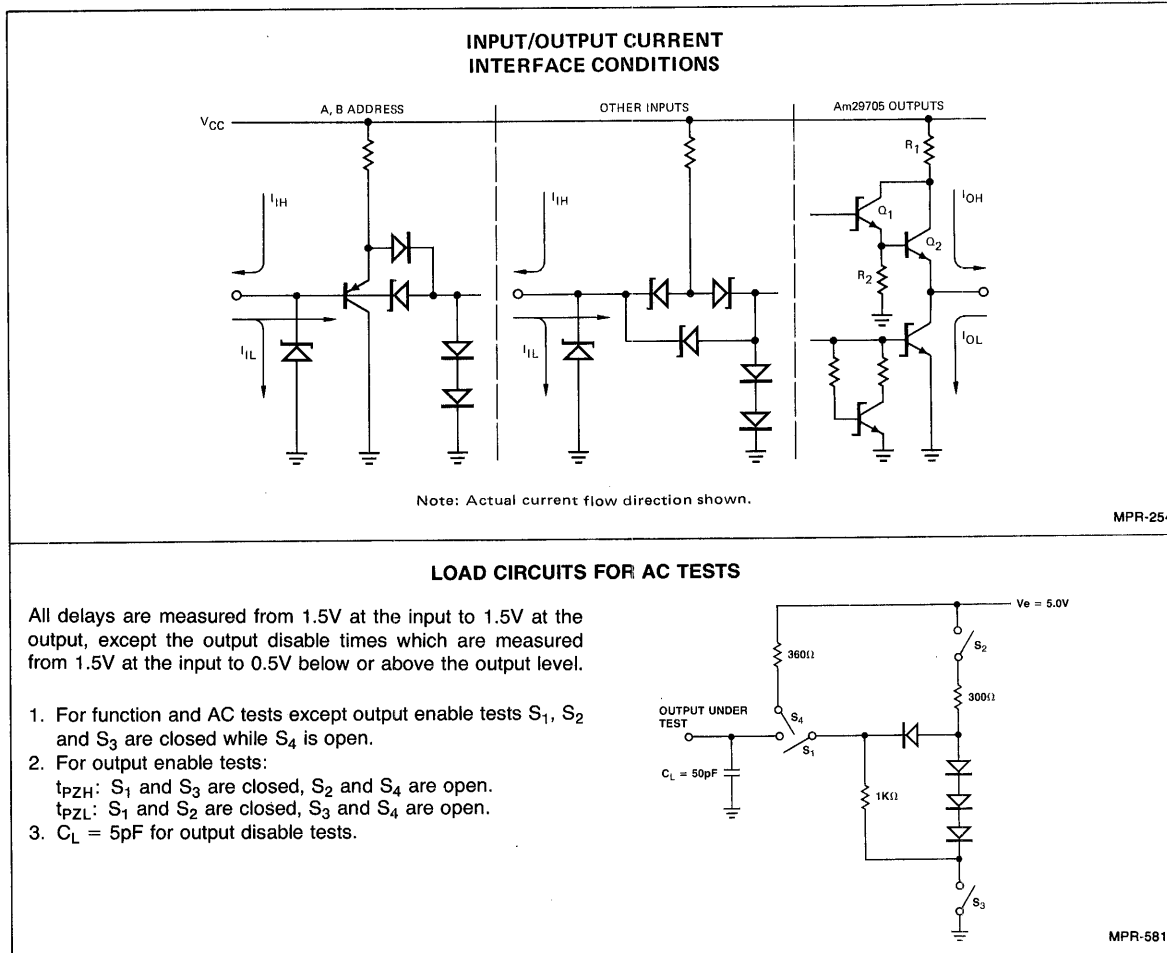 INPUT/OUTPUT CURRENT
INTERFACE CONDITIONS
A, B ADDRESS
OTHER INPUTS
Am29705 OUTPUTS
VCC
R1
IIH
IIH
IOH
Q1
Q2
R2
IIL
IIL
IOL
Note: Actual current flow direction shown.
MPR-254
LOAD CIRCUITS FOR AC TESTS
All delays are measured from 1.5V at the input to 1.5V at the
output, except the output disable times which are measured
from 1.5V at the input to 0.5V below or above the output level.
1. For function and AC tests except output enable tests S1, S2
and S3 are closed while S4 is open.
2. For output enable tests:
tPZH: S1 and S3 are closed, S2 and S4 are open.
tPZL: S1 and S2 are closed, S3 and S4 are open.
3. CL = 5pF for output disable tests.
Ve = 5.0V
S2
360Ω
300Ω
OUTPUT UNDER
TEST
S4
S1
CL = 50pF
1KΩ
S3
MPR-581